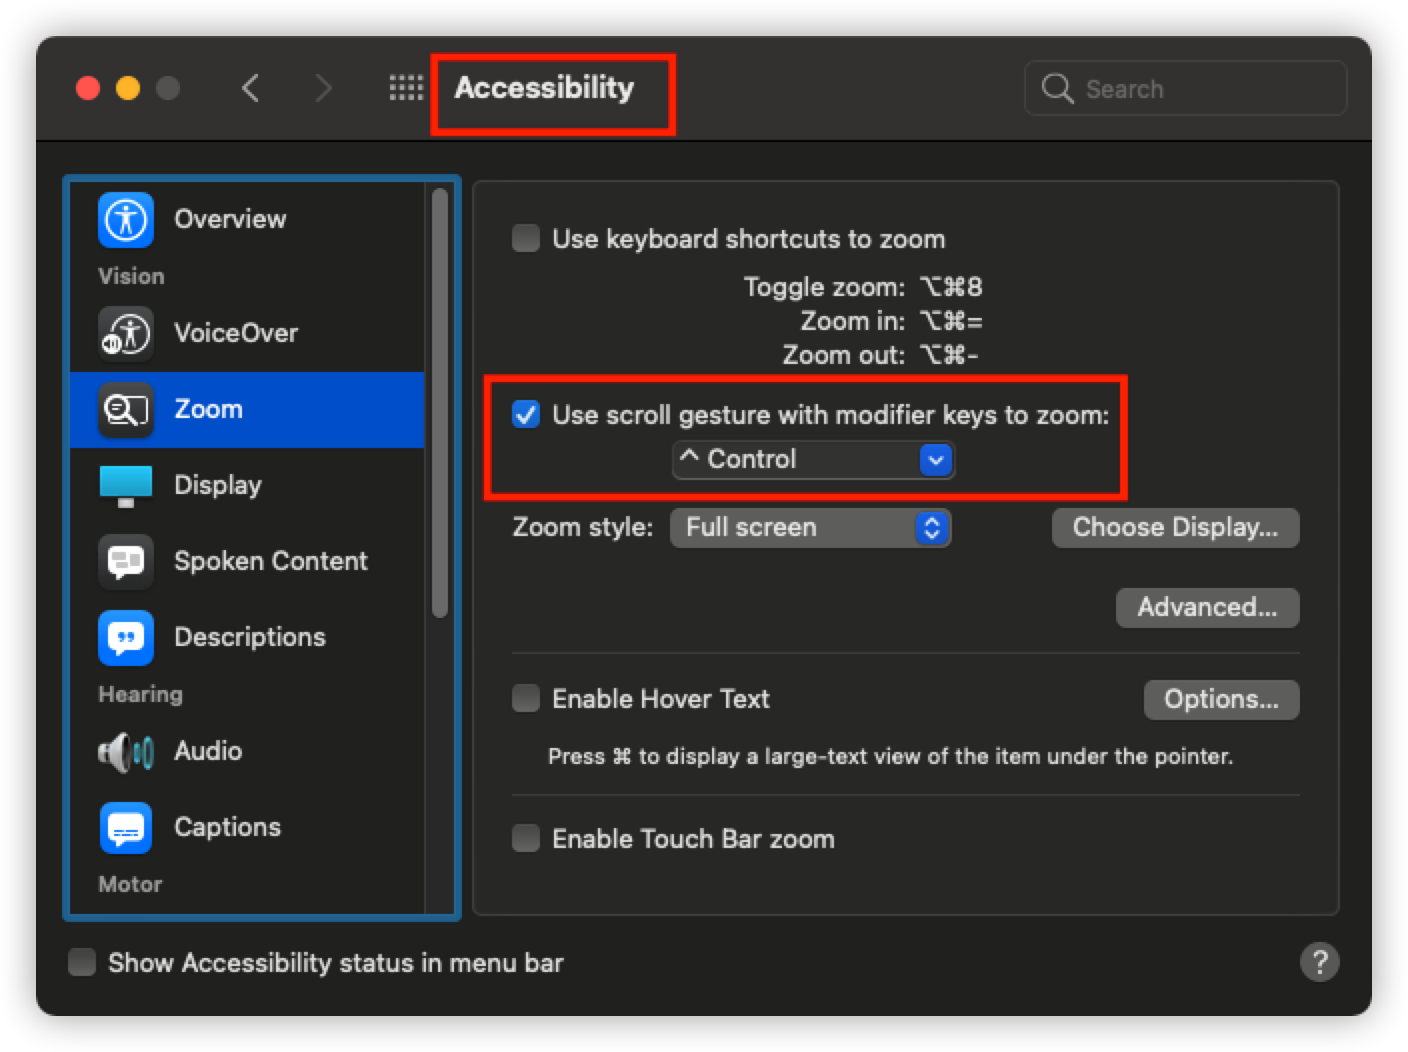 Accessibility
Search
Overview
Vision
VoiceOver
Zoom
Display
Spoken Content
Descriptions
Hearing
Audio
Captions
Motor
Use keyboard shortcuts to zoom
Toggle zoom: ⌥⌘8
Zoom in: ⌥⌘=
Zoom out: ⌥⌘-
Use scroll gesture with modifier keys to zoom:
^ Control
Zoom style: Full screen Choose Display...
Advanced...
Enable Hover Text Options...
Press ⌘ to display a large-text view of the item under the pointer.
Enable Touch Bar zoom
Show Accessibility status in menu bar ?